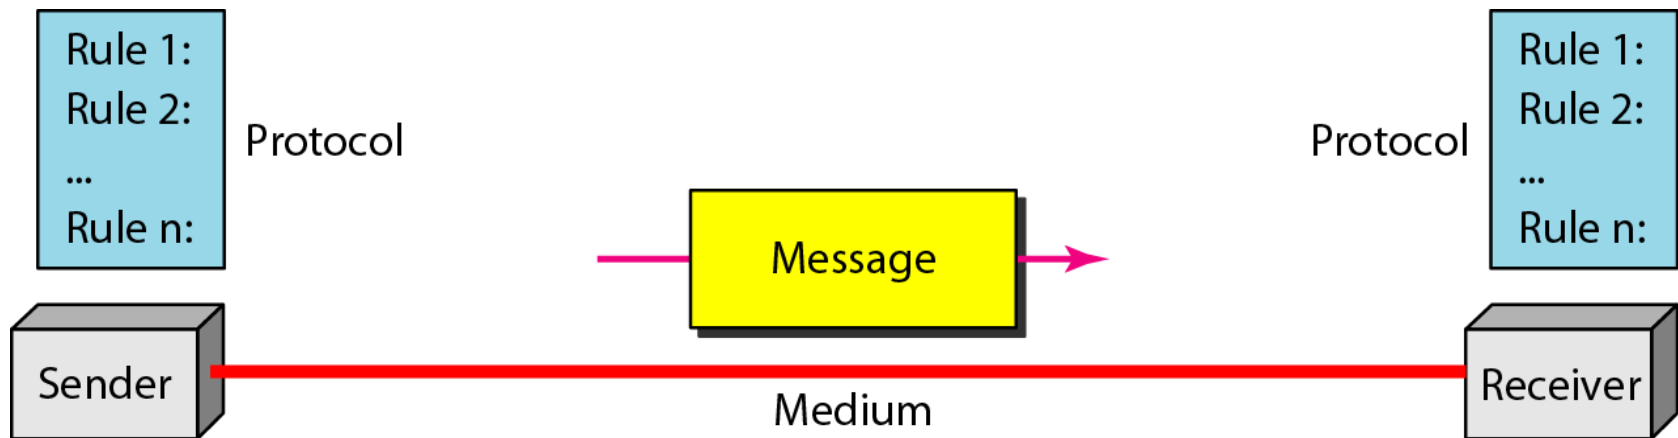 Rule 1:
Rule 2:
...
Rule n:
Protocol
Message
Protocol
Rule 1:
Rule 2:
...
Rule n:
Sender
Medium
Receiver